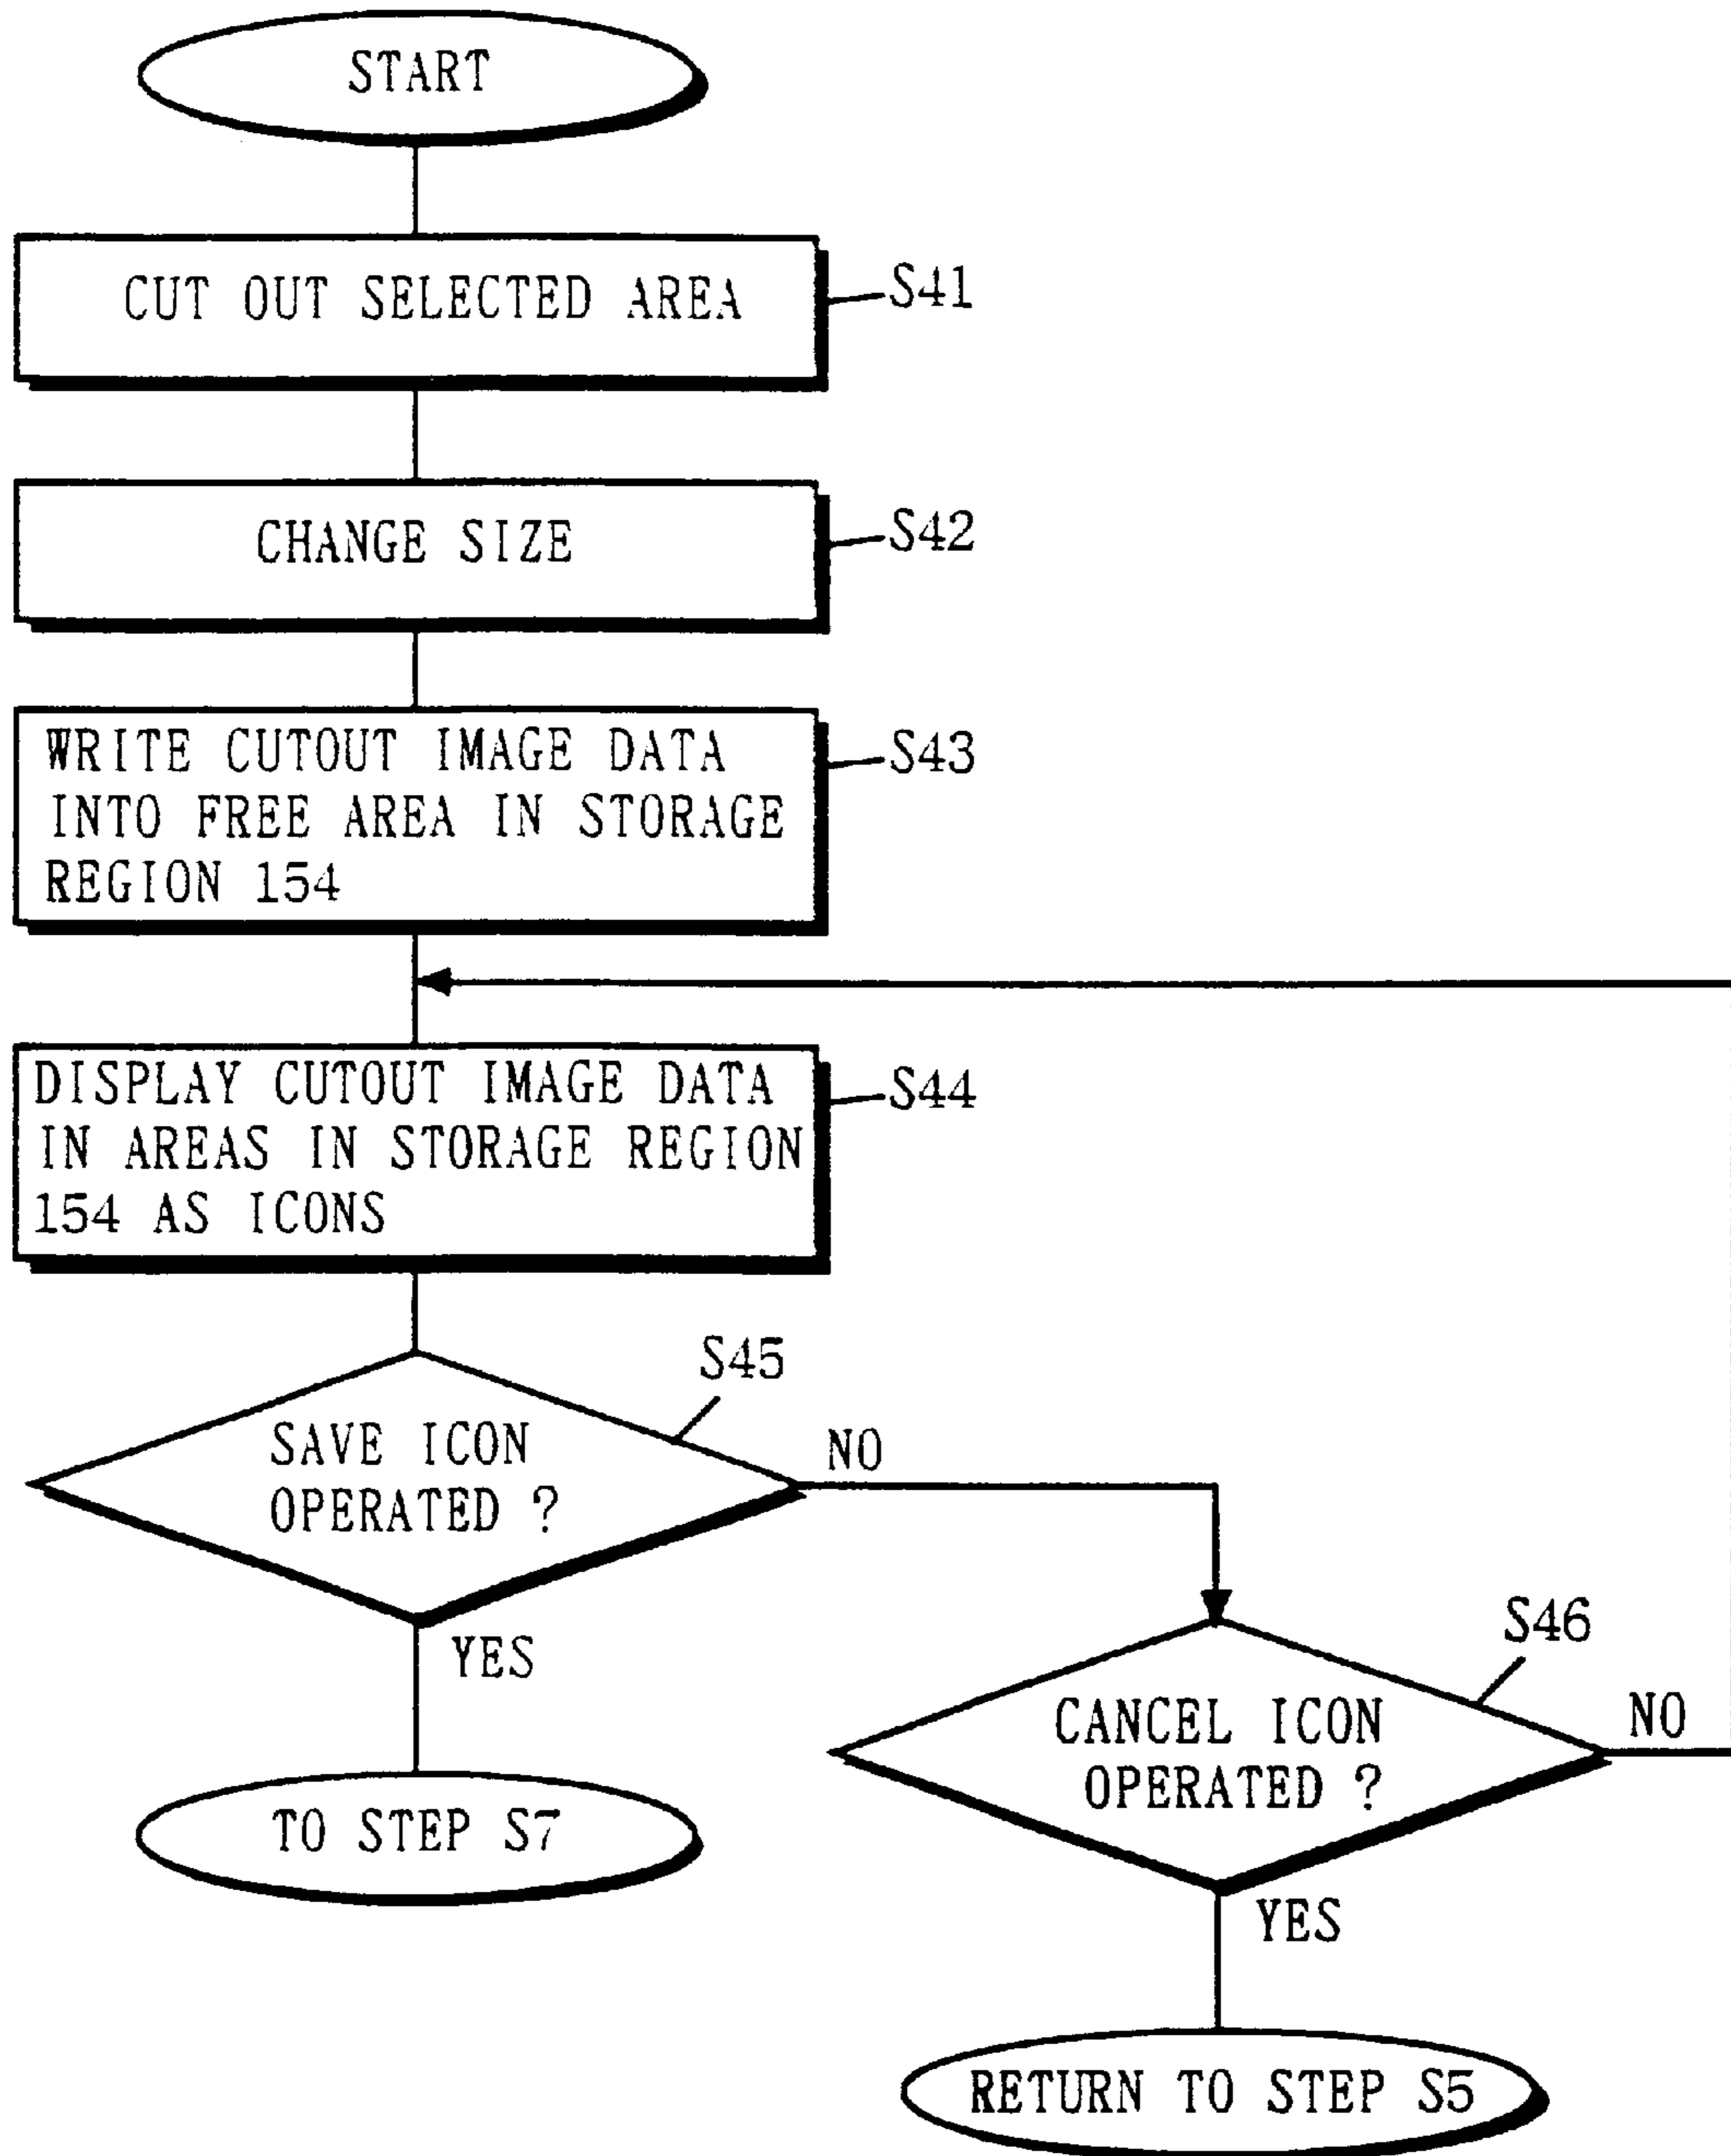 START
CUT OUT SELECTED AREA
S41
CHANGE SIZE
S42
WRITE CUTOUT IMAGE DATA
INTO FREE AREA IN STORAGE
REGION 154
S43
DISPLAY CUTOUT IMAGE DATA
IN AREAS IN STORAGE REGION
154 AS ICONS
S44
SAVE ICON
OPERATED ?
S45
NO
YES
TO STEP S7
CANCEL ICON
OPERATED ?
S46
NO
YES
RETURN TO STEP S5